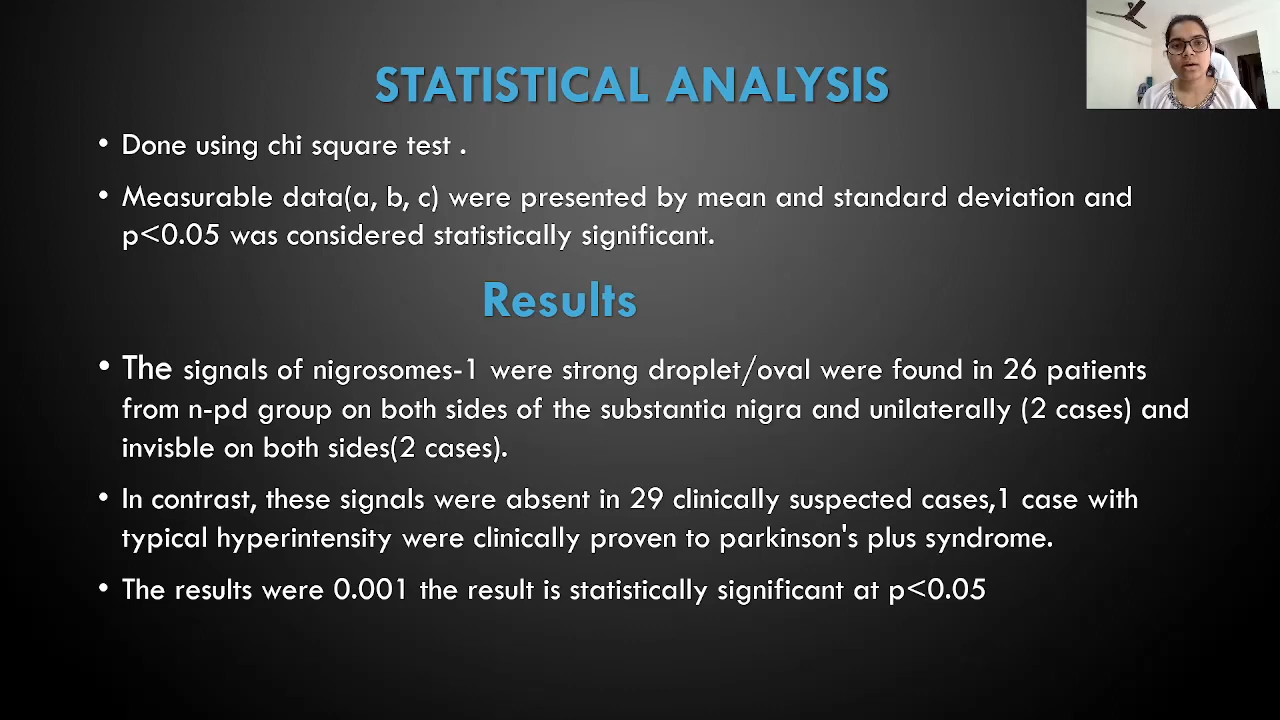 STATISTICAL ANALYSIS
• Done using chi square test .
• Measurable data(a, b, c) were presented by mean and standard deviation and
p<0.05 was considered statistically significant.
Results
• The signals of nigrosomes-1 were strong droplet/oval were found in 26 patients
from n-pd group on both sides of the substantia nigra and unilaterally (2 cases) and
invisble on both sides(2 cases).
• In contrast, these signals were absent in 29 clinically suspected cases,1 case with
typical hyperintensity were clinically proven to parkinson's plus syndrome.
• The results were 0.001 the result is statistically significant at p<0.05